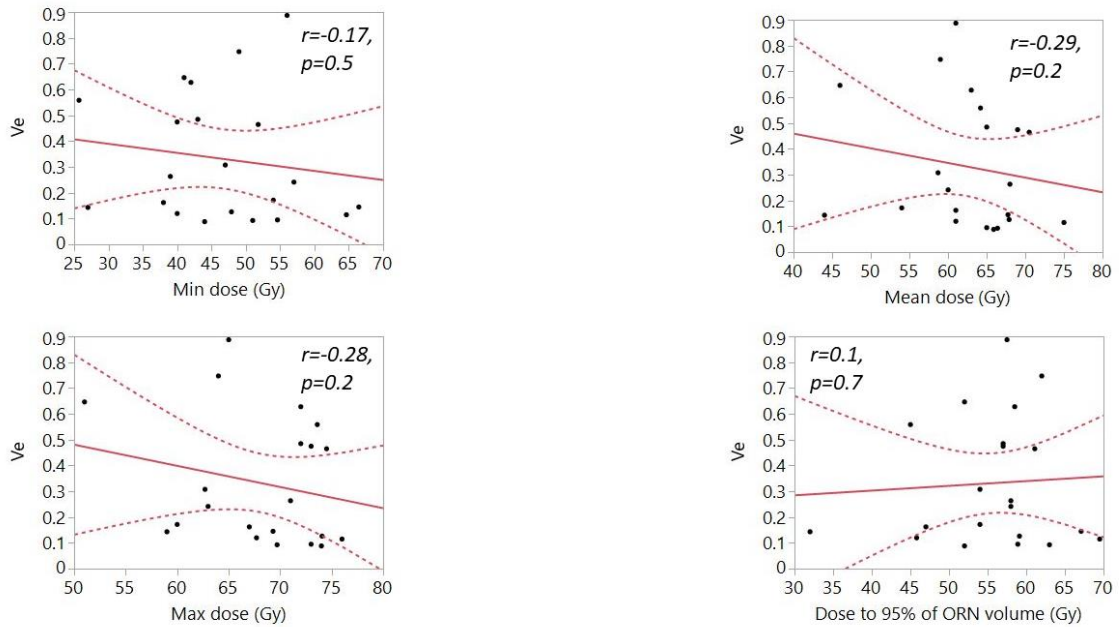 0.9
0.8
0.7
0.6
0.5
0.4
0.3
0.2
0.1
0
Ve
r=-0.17,
p=0.5
25 30 35 40 45 50 55 60 65 70
Min dose (Gy)
0.9
0.8
0.7
0.6
0.5
0.4
0.3
0.2
0.1
0
Ve
r=-0.29,
p=0.2
40 45 50 55 60 65 70 75 80
Mean dose (Gy)
0.9
0.8
0.7
0.6
0.5
0.4
0.3
0.2
0.1
0
Ve
r=-0.28,
p=0.2
50 55 60 65 70 75 80
Max dose (Gy)
0.9
0.8
0.7
0.6
0.5
0.4
0.3
0.2
0.1
0
Ve
r=0.1,
p=0.7
30 35 40 45 50 55 60 65 70
Dose to 95% of ORN volume (Gy)